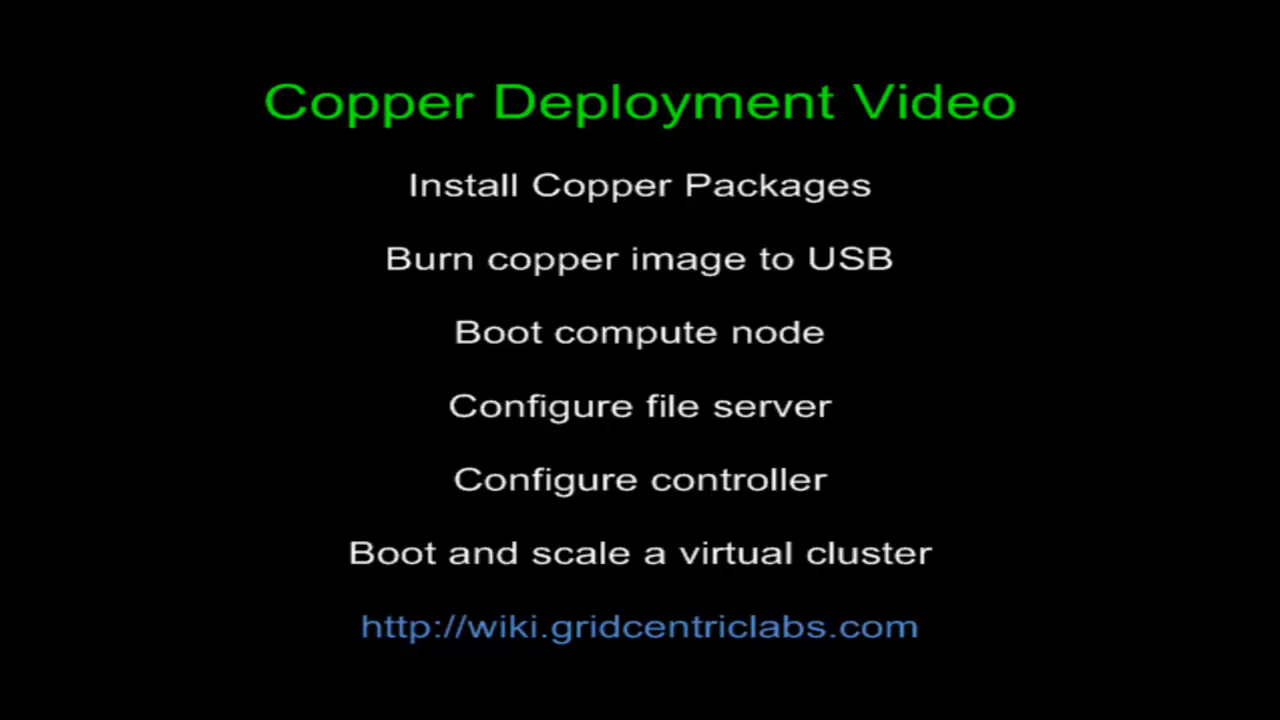 Copper Deployment Video
Install Copper Packages
Burn copper image to USB
Boot compute node
Configure file server
Configure controller
Boot and scale a virtual cluster
http://wiki.gridcentriclabs.com